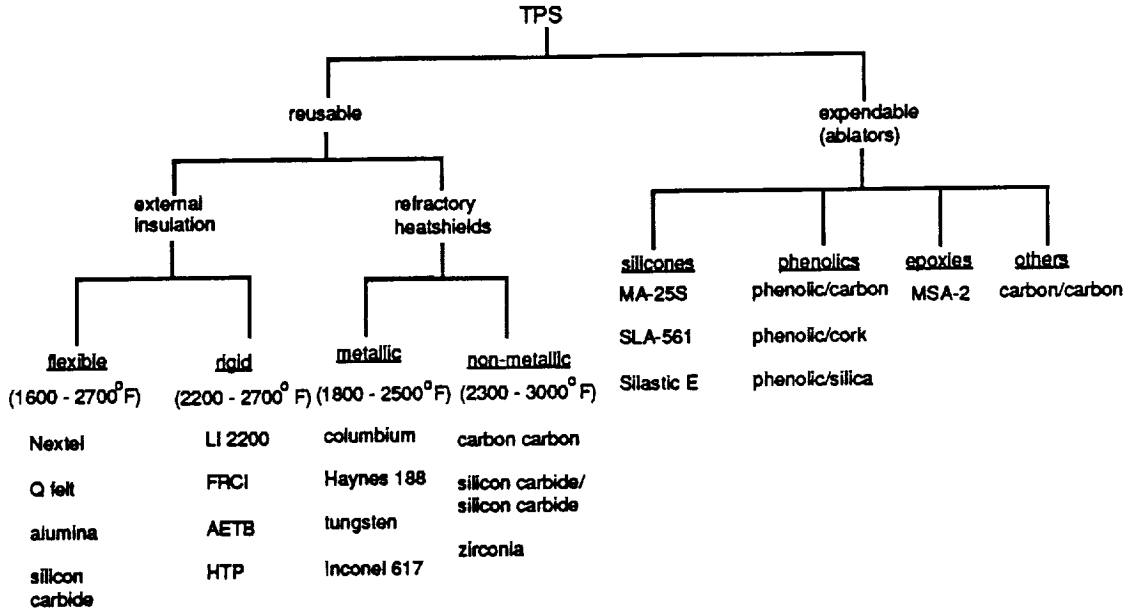 TPS
reusable
expendable
(ablators)
external
insulation
refractory
heatshields
silicones
phenolics
epoxies
others
MA-25S
phenolic/carbon
MSA-2
carbon/carbon
SLA-561
phenolic/cork
Silastic E
phenolic/silica
flexible
rigid
metallic
non-metallic
(1600 - 2700°F)
(2200 - 2700°F)
(1800 - 2500°F)
(2300 - 3000°F)
Nextel
LI 2200
columbium
carbon carbon
Q felt
FRCI
Haynes 188
silicon carbide/
silicon carbide
alumina
AETB
tungsten
zirconia
silicon
carbide
HTP
Inconel 617